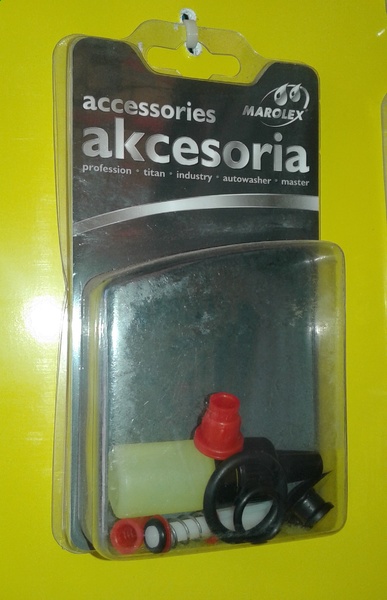 accessories
MAROLEX
akcesoria
profession • titan • industry • autowasher • master